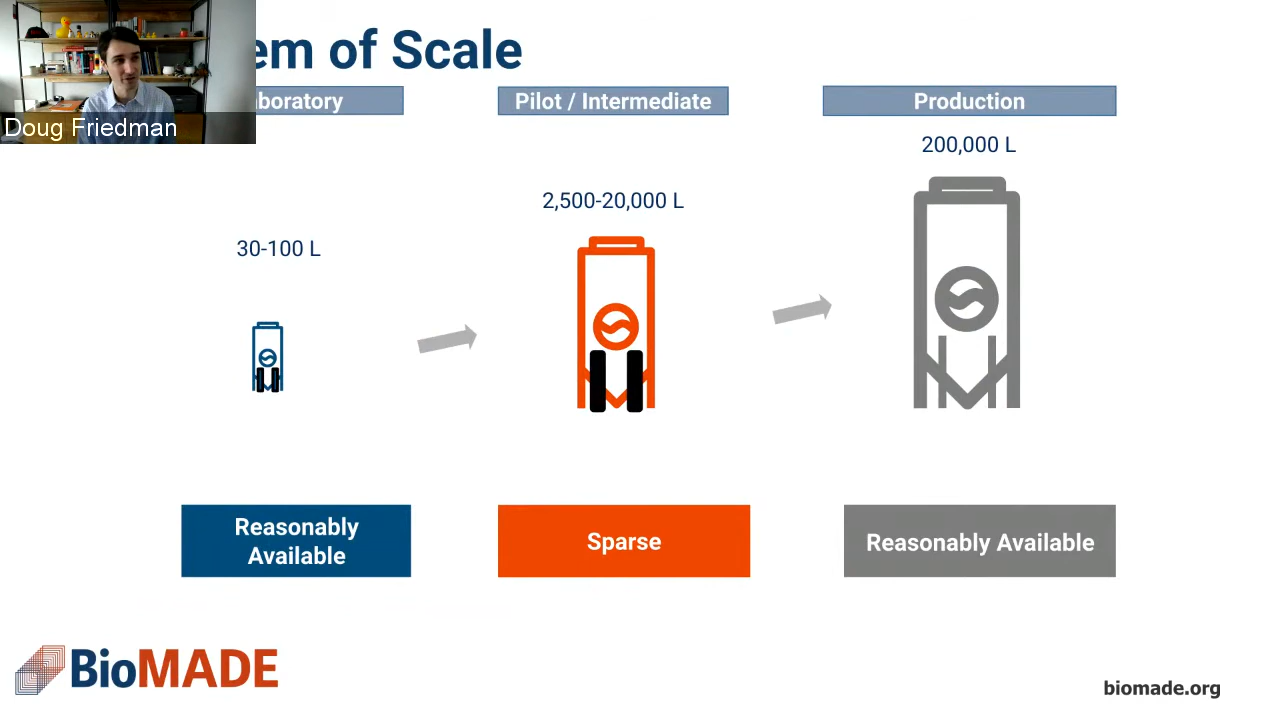 em of Scale
Doug Friedman
boratory
Pilot / Intermediate
Production
200,000 L
2,500-20,000 L
30-100 L
Reasonably
Available
Sparse
Reasonably Available
BioMADE
biomade.org